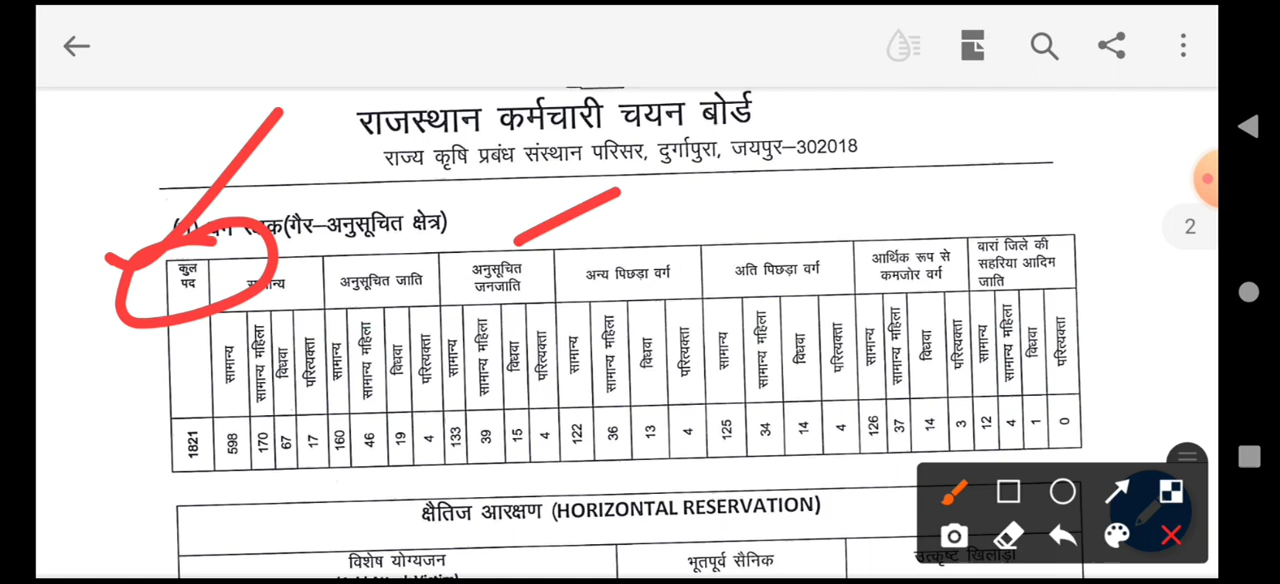 राजस्थान कर्मचारी चयन बोर्ड
राज्य कृषि प्रबंध संस्थान परिसर, दुर्गापुरा, जयपुर–302018
2
(गैर–अनुसूचित क्षेत्र)
कुल पद
सामान्य
अनुसूचित जाति
अनुसूचित जनजाति
अन्य पिछड़ा वर्ग
अति पिछड़ा वर्ग
आर्थिक रूप से कमजोर वर्ग
बारां जिले की सहरिया आदिम जाति
सामान्य सामान्य महिला विधवा परित्यक्ता सामान्य सामान्य महिला विधवा परित्यक्ता सामान्य सामान्य महिला विधवा परित्यक्ता सामान्य सामान्य महिला विधवा परित्यक्ता सामान्य सामान्य महिला विधवा परित्यक्ता सामान्य सामान्य महिला विधवा परित्यक्ता सामान्य सामान्य महिला विधवा परित्यक्ता
1821 598 170 67 17 160 46 19 4 133 39 15 4 122 36 13 4 125 34 14 4 126 37 14 3 12 4 1 0
क्षैतिज आरक्षण (HORIZONTAL RESERVATION)
विशेष योग्यजन
भूतपूर्व सैनिक
उत्कृष्ट खिलाड़ी